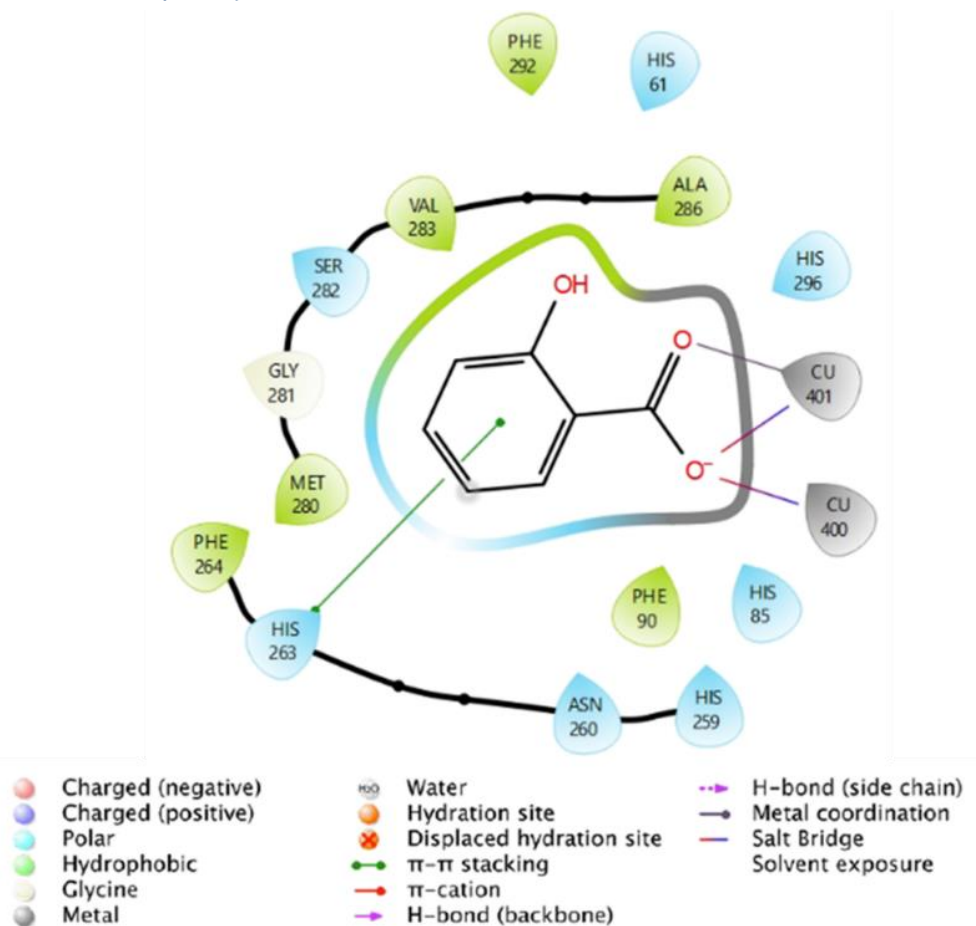 PHE
292
HIS
61
ALA
286
VAL
283
SER
282
HIS
296
OH
O
GLY
281
CU
401
O⁻
MET
280
CU
400
PHE
264
PHE
90
HIS
85
HIS
263
ASN
260
HIS
259
Charged (negative)
Charged (positive)
Polar
Hydrophobic
Glycine
Metal
H₂O Water
Hydration site
Displaced hydration site
π-π stacking
π-cation
H-bond (backbone)
H-bond (side chain)
Metal coordination
Salt Bridge
Solvent exposure